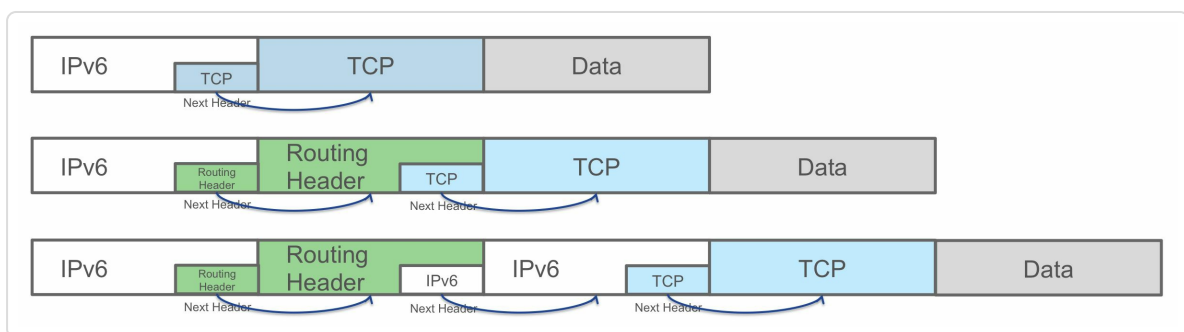 IPv6 TCP TCP Data
Next Header
IPv6 Routing Header Routing Header TCP TCP Data
Next Header Next Header
IPv6 Routing Header Routing Header IPv6 IPv6 TCP TCP Data
Next Header Next Header Next Header